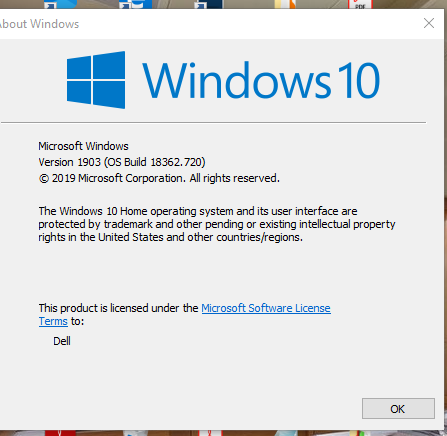 About Windows
Windows 10
Microsoft Windows
Version 1903 (OS Build 18362.720)
© 2019 Microsoft Corporation. All rights reserved.
The Windows 10 Home operating system and its user interface are
protected by trademark and other pending or existing intellectual property
rights in the United States and other countries/regions.
This product is licensed under the Microsoft Software License
Terms to:
Dell
OK